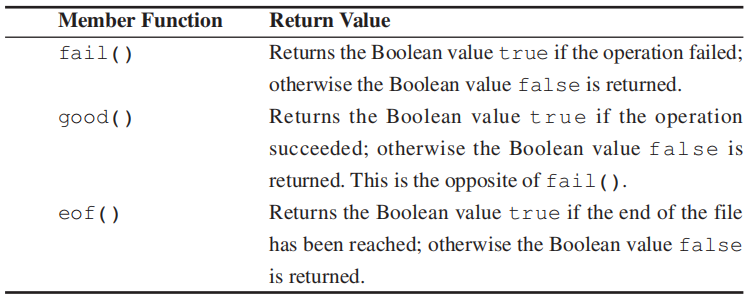 Member Function Return Value
fail() Returns the Boolean value true if the operation failed;
otherwise the Boolean value false is returned.
good() Returns the Boolean value true if the operation
succeeded; otherwise the Boolean value false is
returned. This is the opposite of fail().
eof() Returns the Boolean value true if the end of the file
has been reached; otherwise the Boolean value false
is returned.